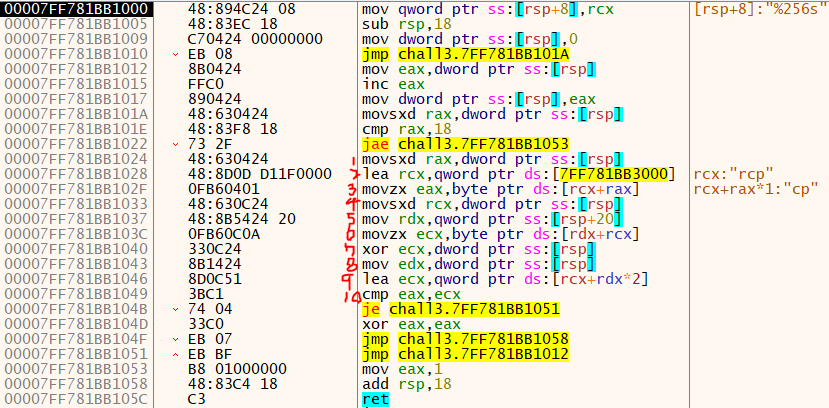 00007FF781BB1000 48:894C24 08 mov qword ptr ss:[rsp+8],rcx [rsp+8]:"%256s"
00007FF781BB1005 48:83EC 18 sub rsp,18
00007FF781BB1009 C70424 00000000 mov dword ptr ss:[rsp],0
00007FF781BB1010 EB 08 jmp chall3.7FF781BB101A
00007FF781BB1012 8B0424 mov eax,dword ptr ss:[rsp]
00007FF781BB1015 FFC0 inc eax
00007FF781BB1017 890424 mov dword ptr ss:[rsp],eax
00007FF781BB101A 48:630424 movsxd rax,dword ptr ss:[rsp]
00007FF781BB101E 48:83F8 18 cmp rax,18
00007FF781BB1022 73 2F jae chall3.7FF781BB1053
00007FF781BB1024 48:630424 1 movsxd rax,dword ptr ss:[rsp]
00007FF781BB1028 48:8D0D D11F0000 2 lea rcx,qword ptr ds:[7FF781BB3000] rcx:"rcp"
00007FF781BB102F 0FB60401 3 movzx eax,byte ptr ds:[rcx+rax] rcx+rax*1:"cp"
00007FF781BB1033 48:630C24 4 movsxd rcx,dword ptr ss:[rsp]
00007FF781BB1037 48:8B5424 20 5 mov rdx,qword ptr ss:[rsp+20]
00007FF781BB103C 0FB60C0A 6 movzx ecx,byte ptr ds:[rdx+rcx]
00007FF781BB1040 330C24 7 xor ecx,dword ptr ss:[rsp]
00007FF781BB1043 8B1424 8 mov edx,dword ptr ss:[rsp]
00007FF781BB1046 8D0C51 9 lea ecx,qword ptr ds:[rcx+rdx*2]
00007FF781BB1049 3BC1 10 cmp eax,ecx
00007FF781BB104B 74 04 je chall3.7FF781BB1051
00007FF781BB104D 33C0 xor eax,eax
00007FF781BB104F EB 07 jmp chall3.7FF781BB1058
00007FF781BB1051 EB BF jmp chall3.7FF781BB1012
00007FF781BB1053 B8 01000000 mov eax,1
00007FF781BB1058 48:83C4 18 add rsp,18
00007FF781BB105C C3 ret